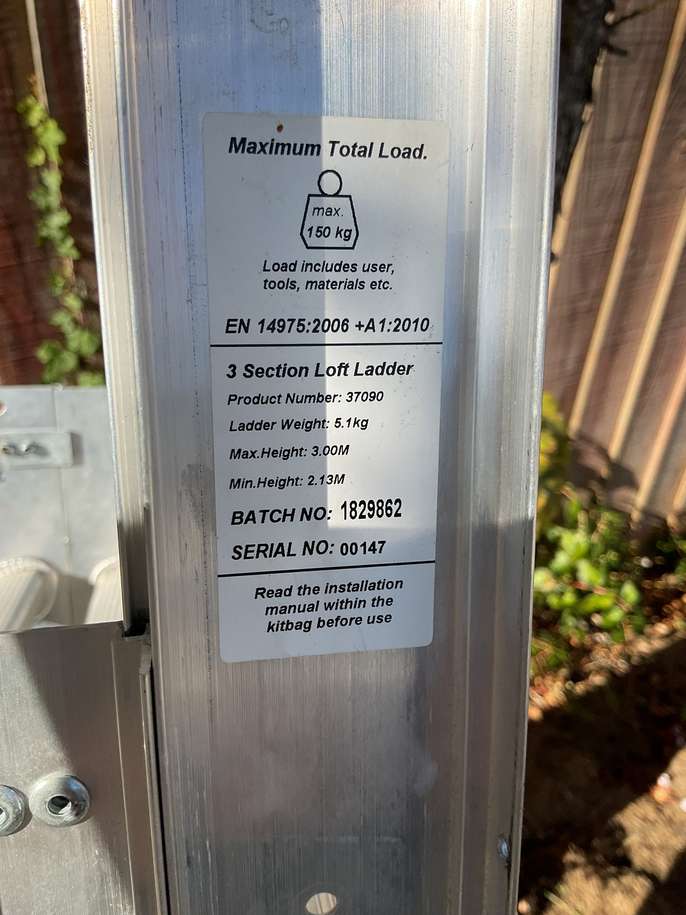 Maximum Total Load.
max.
150 kg
Load includes user,
tools, materials etc.
EN 14975:2006 +A1:2010
3 Section Loft Ladder
Product Number: 37090
Ladder Weight: 5.1kg
Max.Height: 3.00M
Min.Height: 2.13M
BATCH NO: 1829862
SERIAL NO: 00147
Read the installation
manual within the
kitbag before use